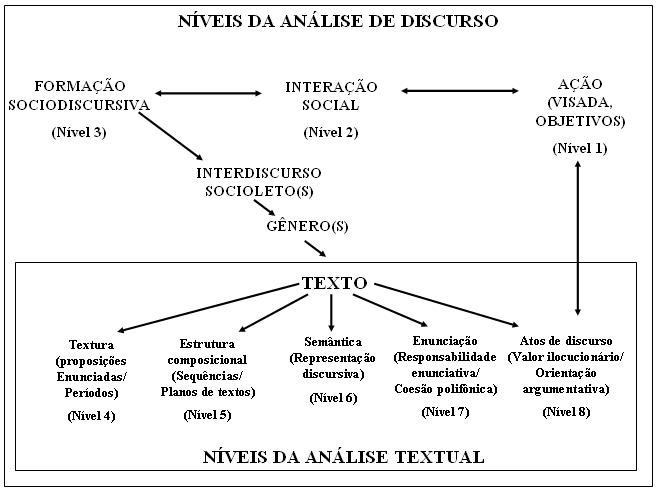 NÍVEIS DA ANÁLISE DE DISCURSO
FORMAÇÃO
SOCIODISCURSIVA
(Nível 3)
INTERAÇÃO
SOCIAL
(Nível 2)
AÇÃO
(VISADA,
OBJETIVOS)
(Nível 1)
INTERDISCURSO
SOCIOLETO(S)
GÊNERO(S)
TEXTO
Textura
(proposições
Enunciadas/
Períodos)
(Nível 4)
Estrutura
composicional
(Sequências/
Planos de textos)
(Nível 5)
Semântica
(Representação
discursiva)
(Nível 6)
Enunciação
(Responsabilidade
enunciativa/
Coesão polifônica)
(Nível 7)
Atos de discurso
(Valor ilocucionário/
Orientação
argumentativa)
(Nível 8)
NÍVEIS DA ANÁLISE TEXTUAL